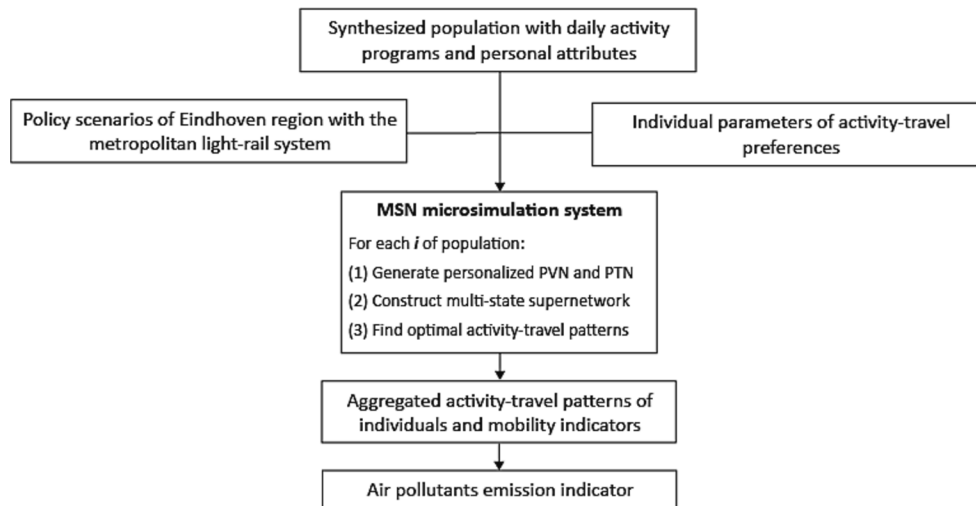 Synthesized population with daily activity
programs and personal attributes
Policy scenarios of Eindhoven region with the
metropolitan light-rail system
Individual parameters of activity-travel
preferences
MSN microsimulation system
For each i of population:
(1) Generate personalized PVN and PTN
(2) Construct multi-state supernetwork
(3) Find optimal activity-travel patterns
Aggregated activity-travel patterns of
individuals and mobility indicators
Air pollutants emission indicator